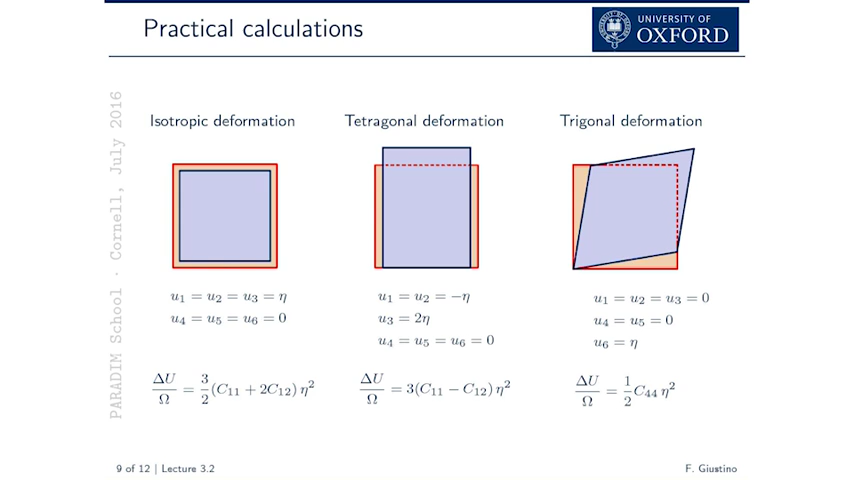 Practical calculations
UNIVERSITY OF
OXFORD
PARADIM School · Cornell, July 2016
Isotropic deformation
Tetragonal deformation
Trigonal deformation
u₁ = u₂ = u₃ = η
u₄ = u₅ = u₆ = 0
ΔU/Ω = 3/2 (C₁₁ + 2C₁₂) η²
u₁ = u₂ = −η
u₃ = 2η
u₄ = u₅ = u₆ = 0
ΔU/Ω = 3(C₁₁ − C₁₂) η²
u₁ = u₂ = u₃ = 0
u₄ = u₅ = 0
u₆ = η
ΔU/Ω = 1/2 C₄₄ η²
9 of 12 | Lecture 3.2
F. Giustino